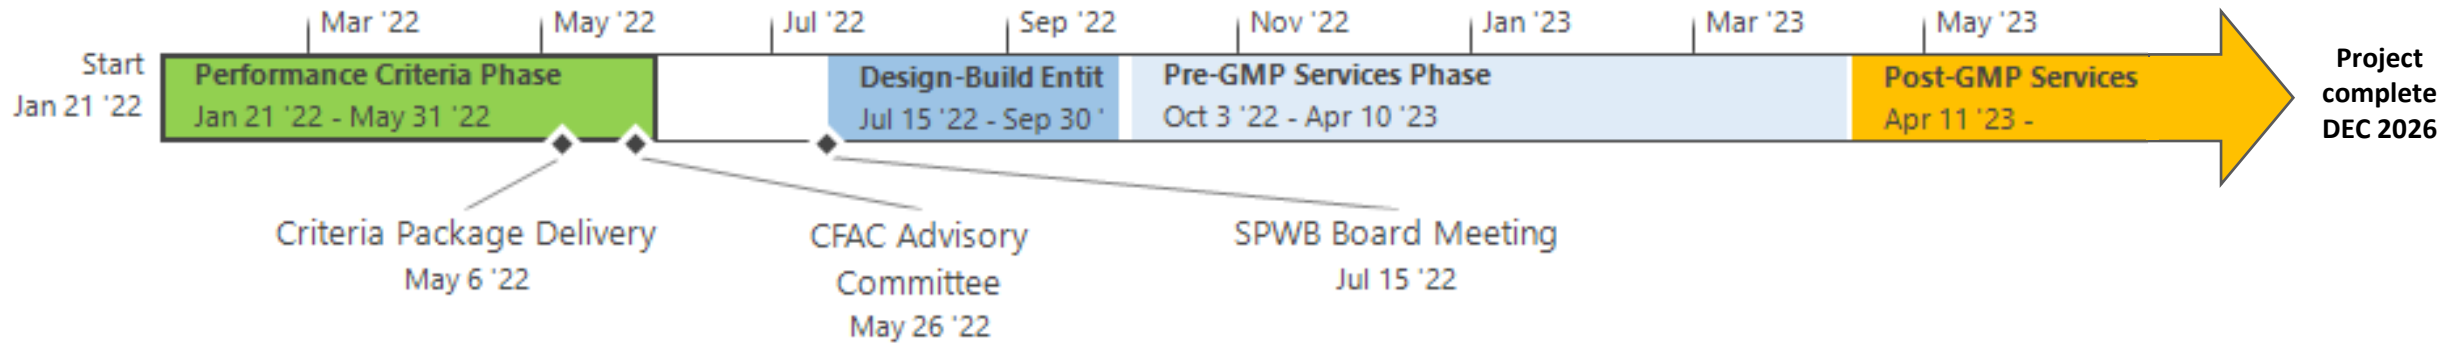 Mar '22
May '22
Jul '22
Sep '22
Nov '22
Jan '23
Mar '23
May '23
Start
Jan 21 '22
Performance Criteria Phase
Jan 21 '22 - May 31 '22
Design-Build Entit
Jul 15 '22 - Sep 30 '
Pre-GMP Services Phase
Oct 3 '22 - Apr 10 '23
Post-GMP Services
Apr 11 '23 -
Project
complete
DEC 2026
Criteria Package Delivery
May 6 '22
CFAC Advisory
Committee
May 26 '22
SPWB Board Meeting
Jul 15 '22